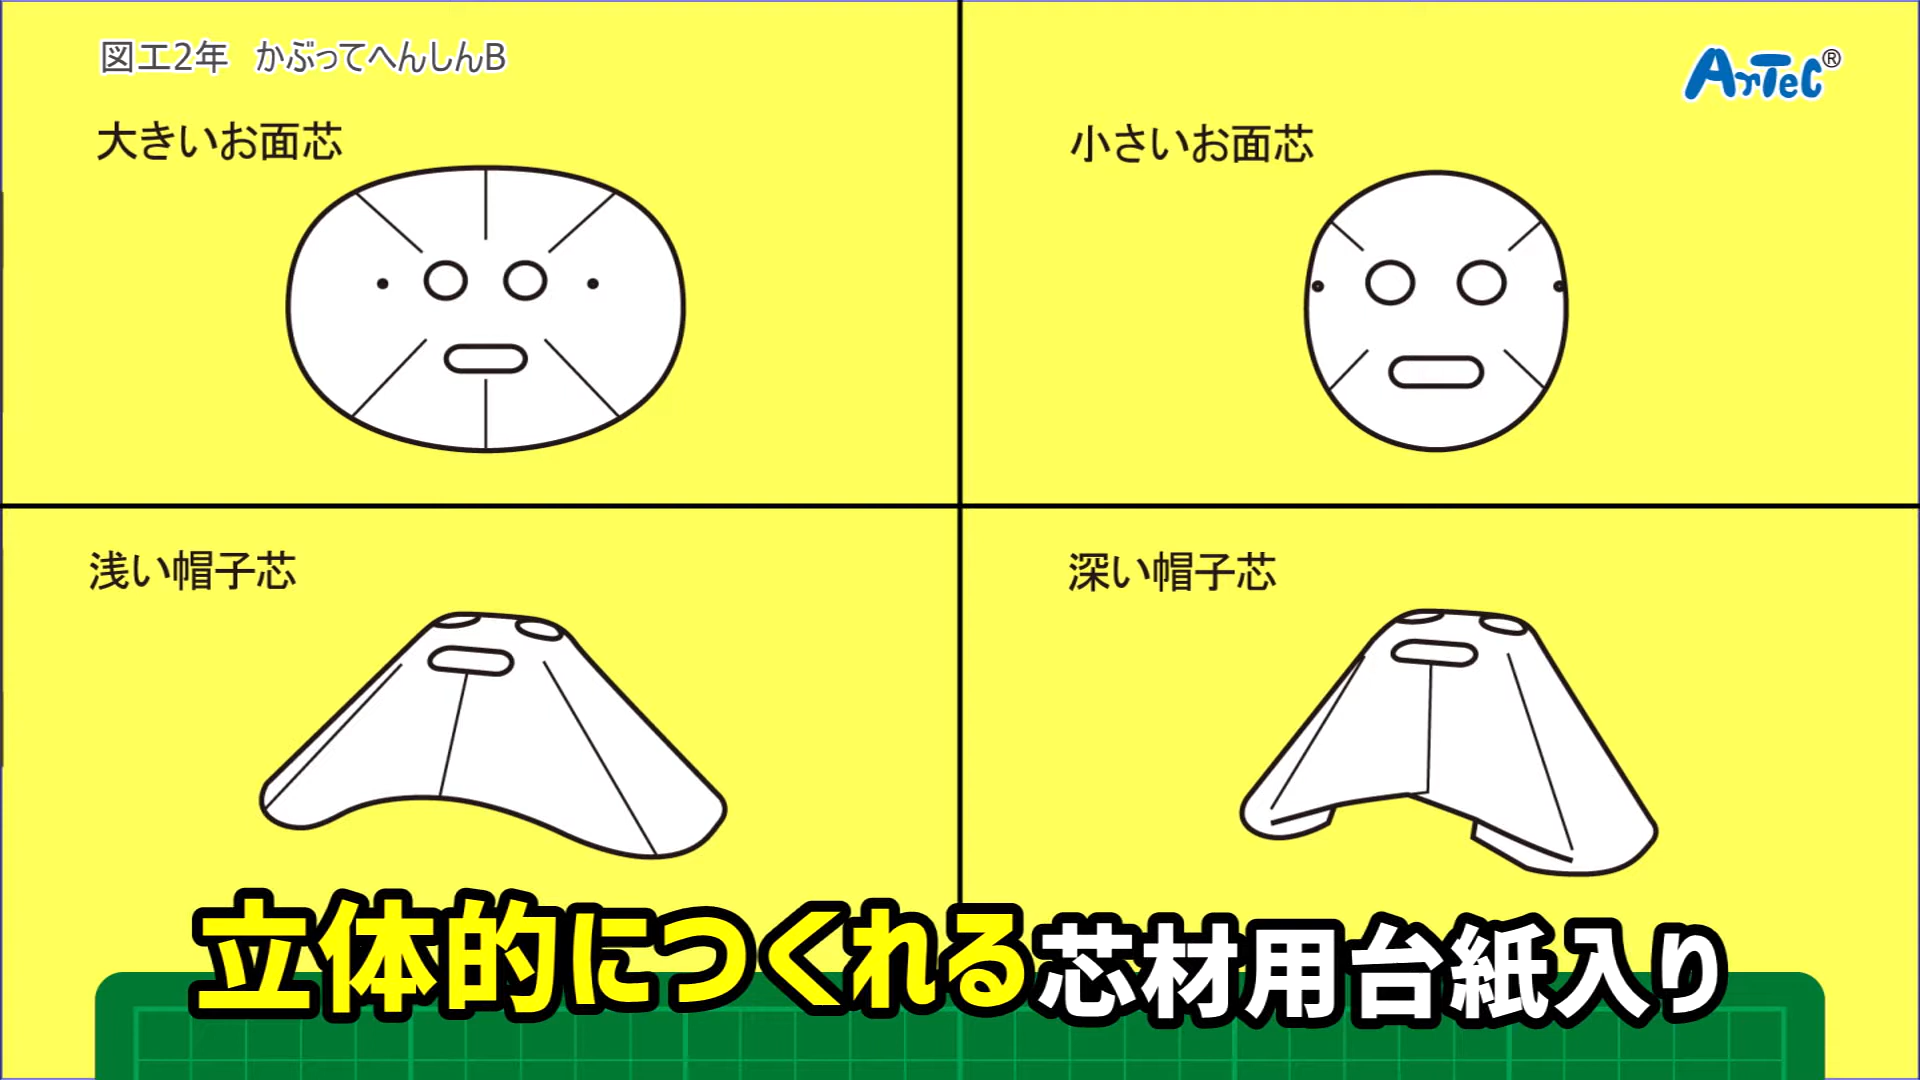 図工2年 かぶってへんしんB
ArTeC®
大きいお面芯
小さいお面芯
浅い帽子芯
深い帽子芯
立体的につくれる芯材用台紙入り